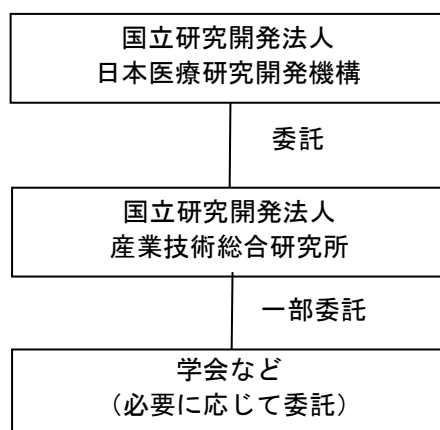 国立研究開発法人
日本医療研究開発機構
委託
国立研究開発法人
産業技術総合研究所
一部委託
学会など
（必要に応じて委託）